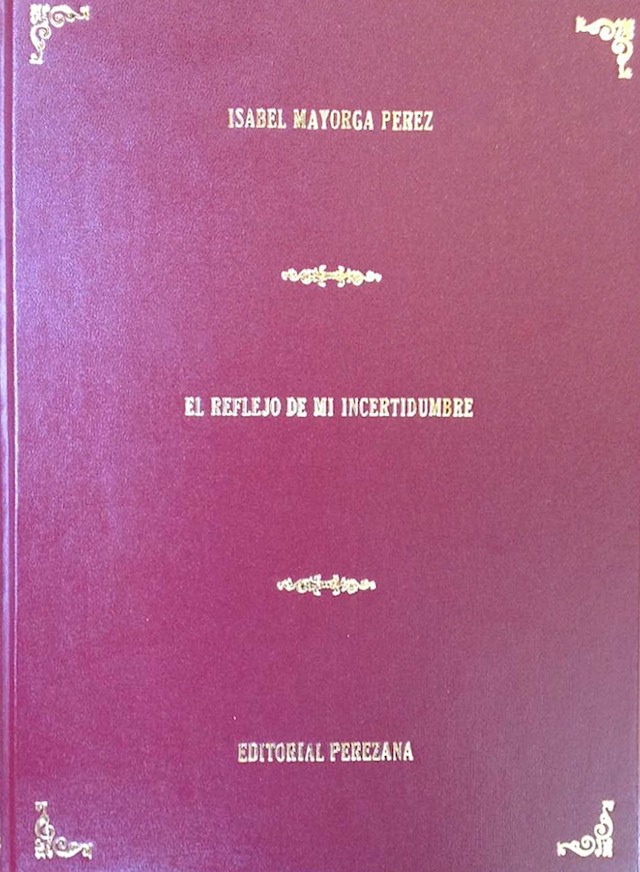 ISABEL MAYORGA PEREZ
EL REFLEJO DE MI INCERTIDUMBRE
EDITORIAL PEREZANA